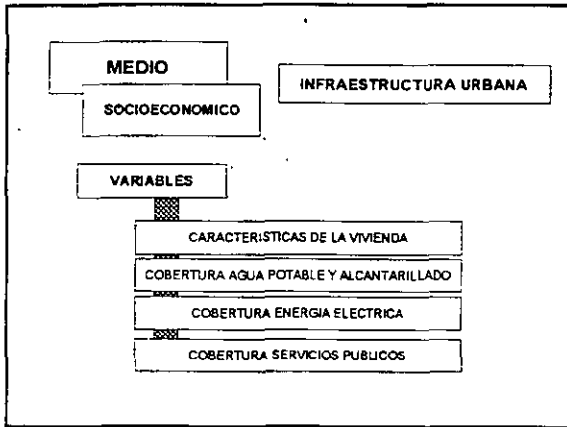 MEDIO
SOCIOECONOMICO
INFRAESTRUCTURA URBANA
VARIABLES
CARACTERISTICAS DE LA VIVIENDA
COBERTURA AGUA POTABLE Y ALCANTARILLADO
COBERTURA ENERGIA ELECTRICA
COBERTURA SERVICIOS PUBLICOS